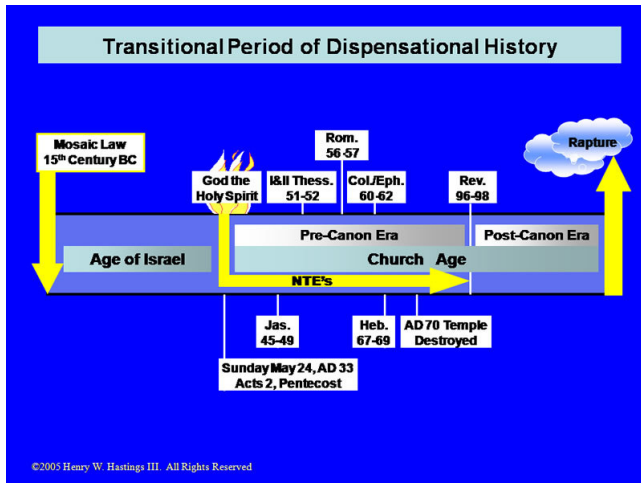 Transitional Period of Dispensational History
Mosaic Law
15th Century BC
God the
Holy Spirit
I&II Thess.
51-52
Rom.
56-57
Col./Eph.
60-62
Rev.
96-98
Rapture
Pre-Canon Era
Post-Canon Era
Age of Israel
Church Age
NTE's
Jas.
45-49
Heb.
67-69
AD 70 Temple
Destroyed
Sunday May 24, AD 33
Acts 2, Pentecost
©2005 Henry W. Hastings III. All Rights Reserved